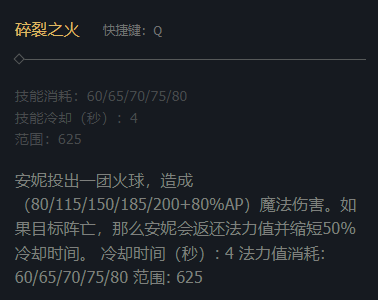 碎裂之火 快捷键：Q
技能消耗：60/65/70/75/80
技能冷却（秒）：4
范围：625
安妮投出一团火球，造成
（80/115/150/185/200+80%AP）魔法伤害。如
果目标阵亡，那么安妮会返还法力值并缩短50%
冷却时间。 冷却时间（秒）: 4 法力值消耗:
60/65/70/75/80 范围: 625